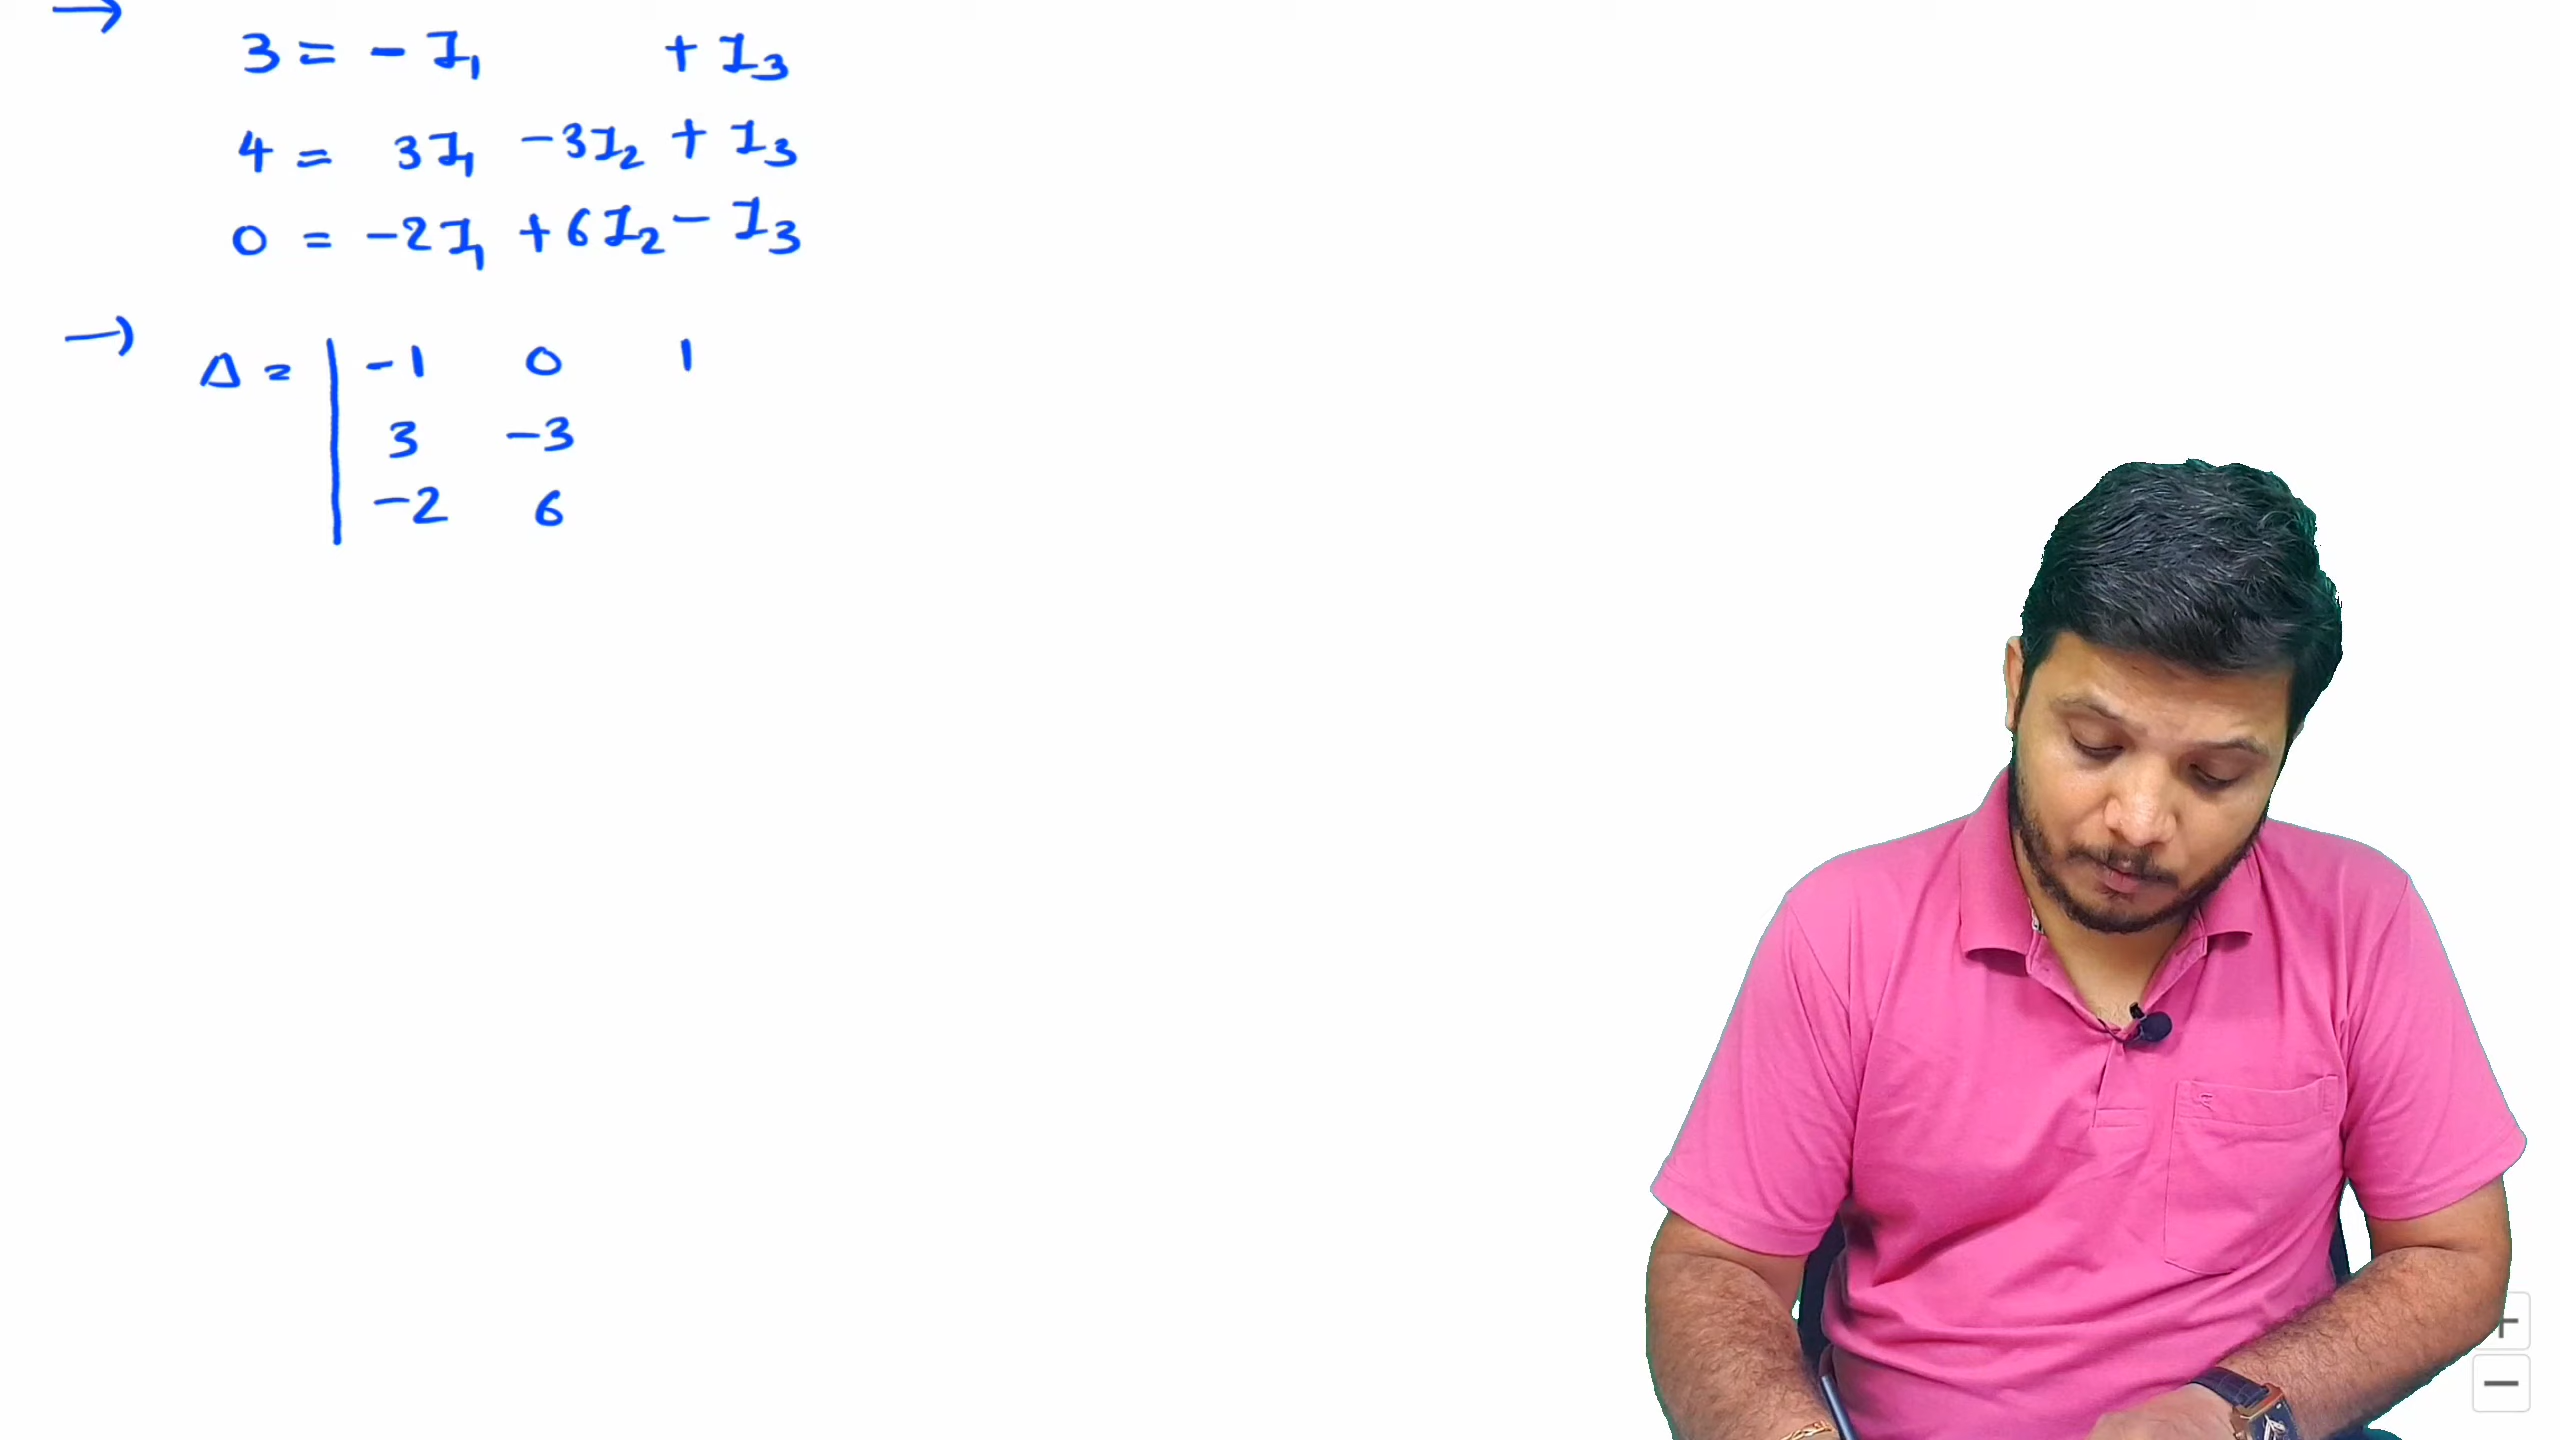 →
3 = - I₁ + I₃
4 = 3I₁ -3I₂ + I₃
0 = -2I₁ +6I₂ - I₃
→
Δ = | -1 0 1
3 -3
-2 6
+
−